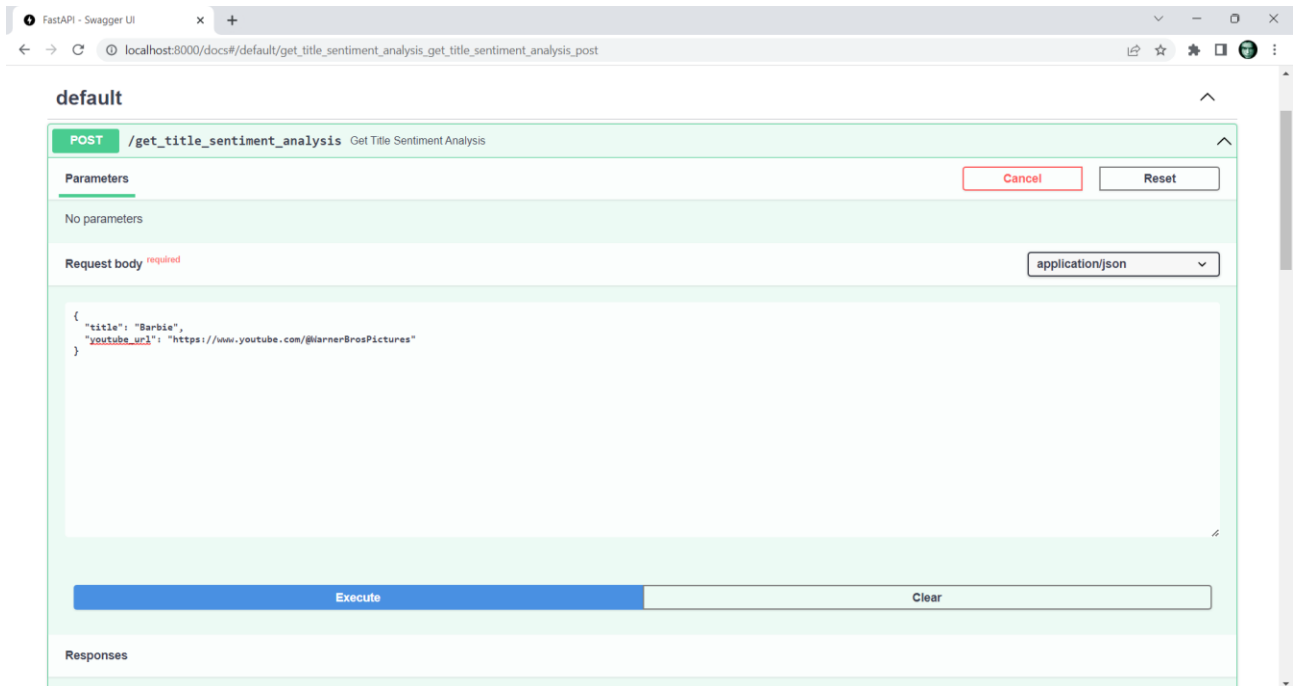 FastAPI - Swagger UI
localhost:8000/docs#/default/get_title_sentiment_analysis_get_title_sentiment_analysis_post
default
POST /get_title_sentiment_analysis Get Title Sentiment Analysis
Parameters Cancel Reset
No parameters
Request body required application/json
{
"title": "Barbie",
"youtube_url": "https://www.youtube.com/@WarnerBrosPictures"
}
Execute Clear
Responses